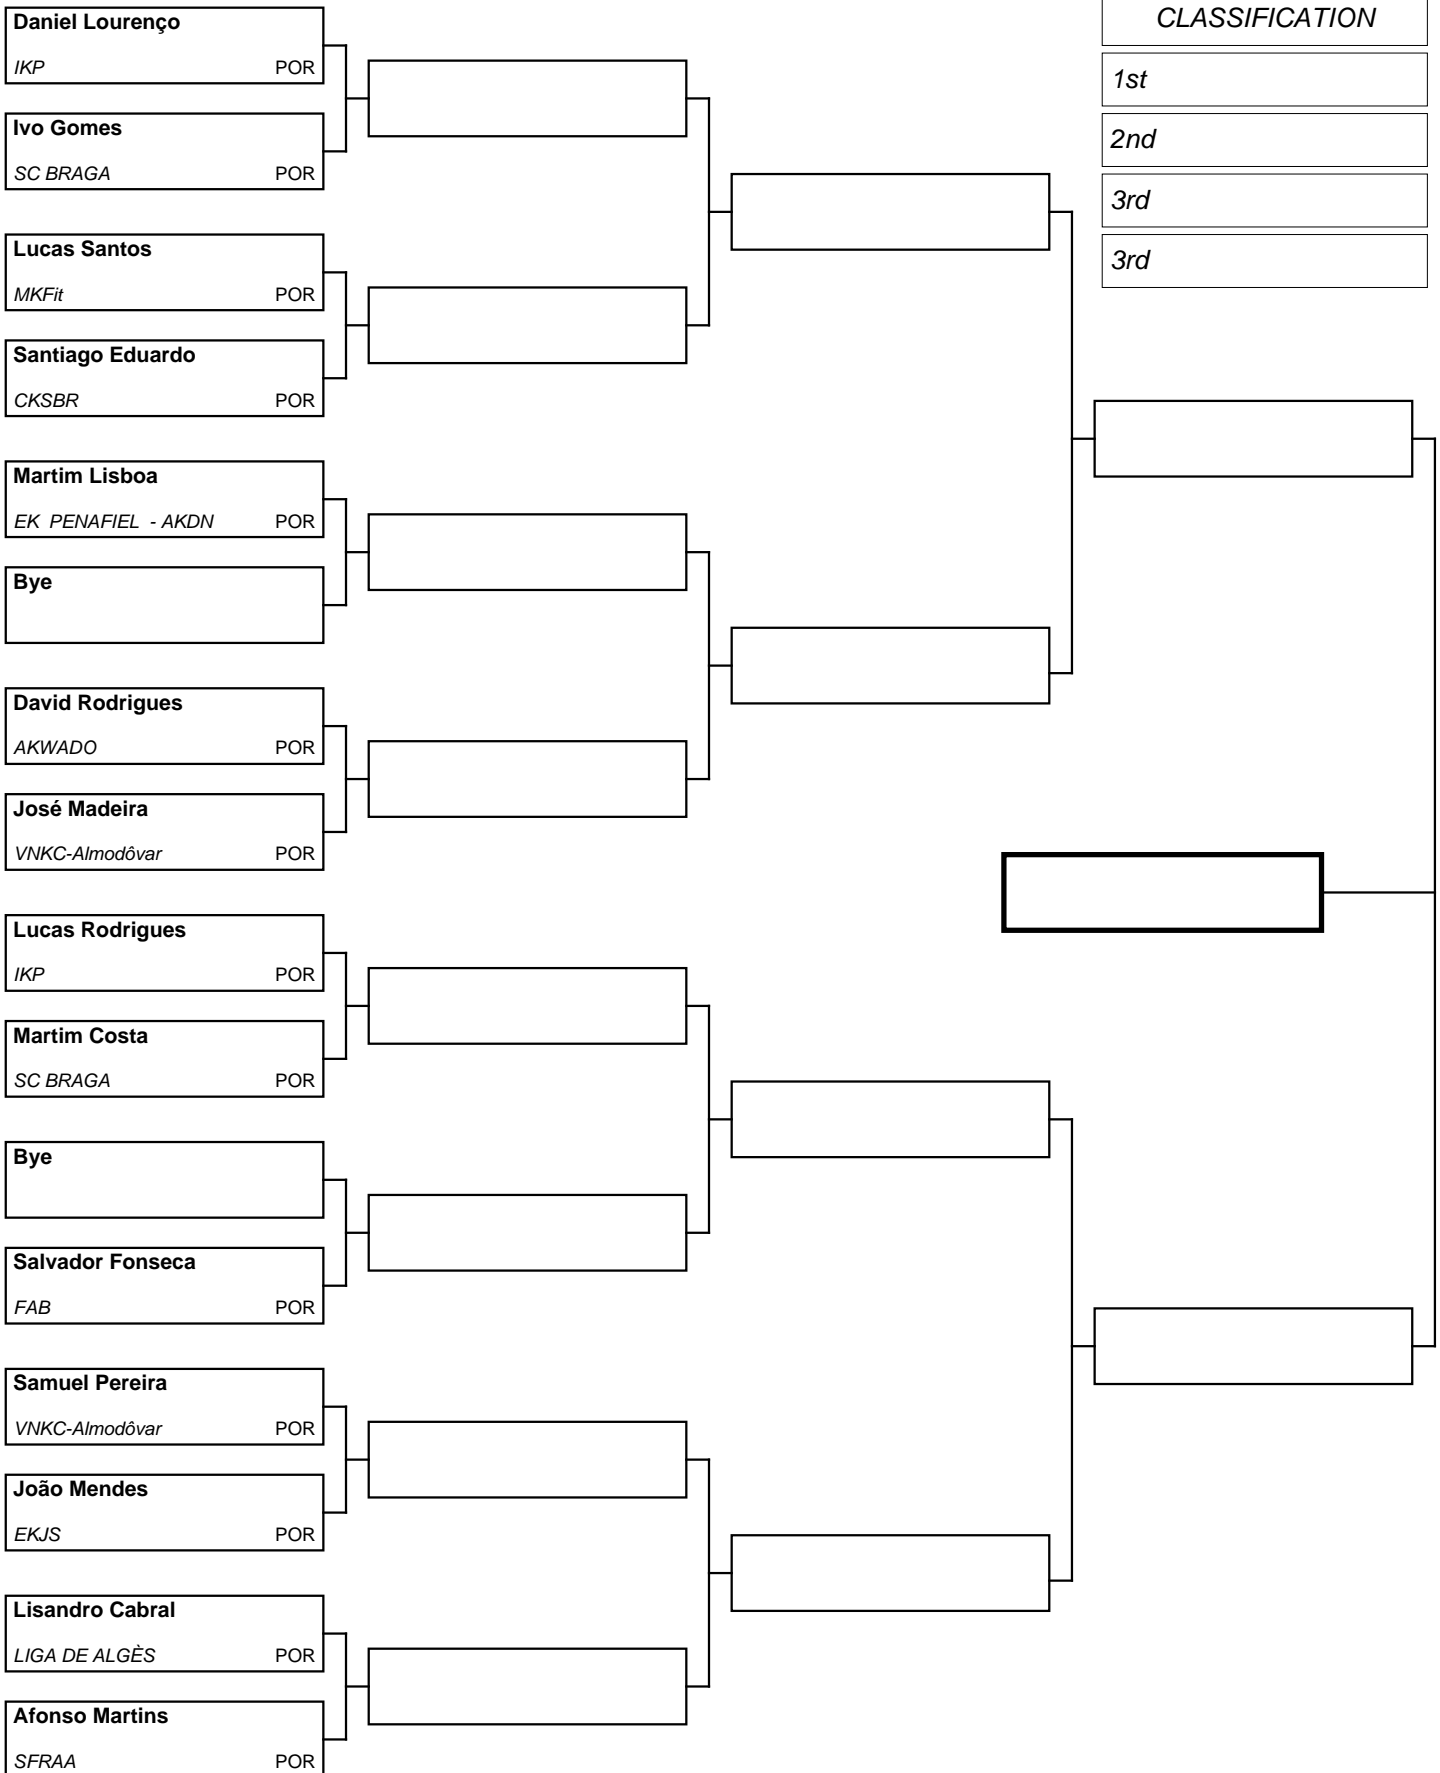 CLASSIFICATION
1st
2nd
3rd
3rd
Daniel Lourenço
IKP POR
Ivo Gomes
SC BRAGA POR
Lucas Santos
MKFit POR
Santiago Eduardo
CKSBR POR
Martim Lisboa
EK PENAFIEL - AKDN POR
Bye
David Rodrigues
AKWADO POR
José Madeira
VNKC-Almodôvar POR
Lucas Rodrigues
IKP POR
Martim Costa
SC BRAGA POR
Bye
Salvador Fonseca
FAB POR
Samuel Pereira
VNKC-Almodôvar POR
João Mendes
EKJS POR
Lisandro Cabral
LIGA DE ALGÈS POR
Afonso Martins
SFRAA POR